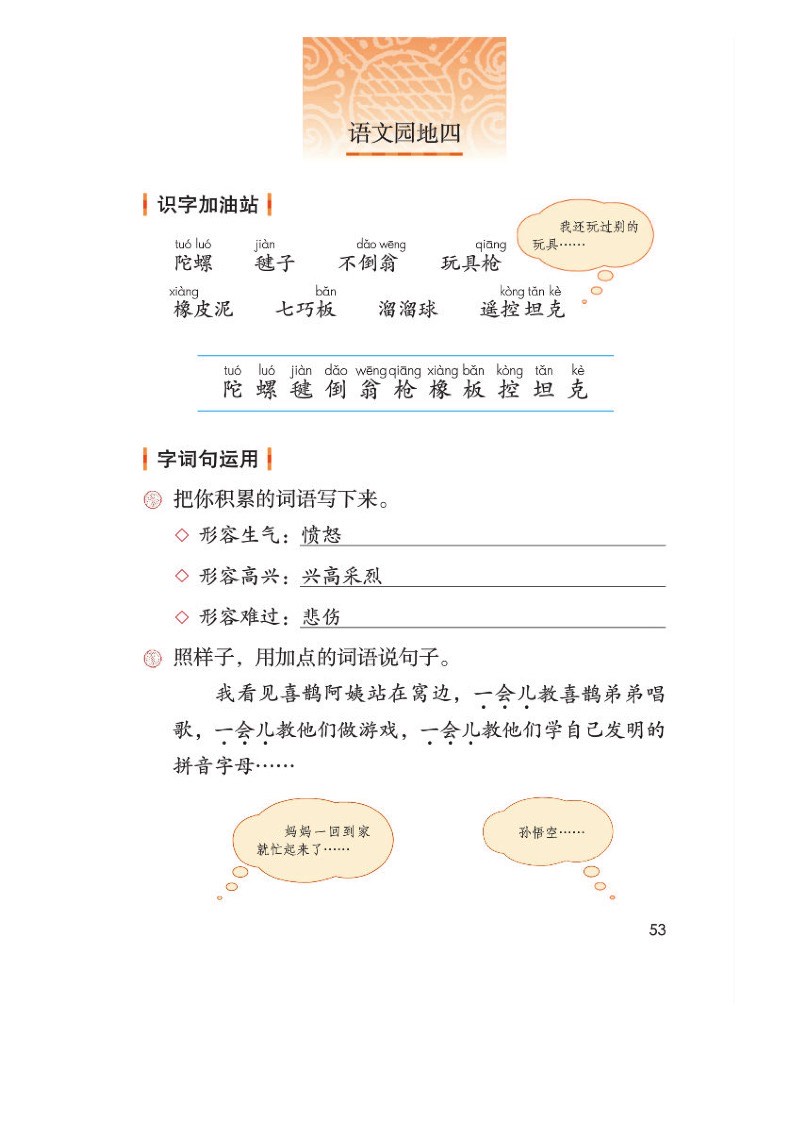 语文园地四
识字加油站
我还玩过别的
玩具……
tuó luó jiàn dǎo wēng qiāng
陀螺 毽子 不倒翁 玩具枪
xiàng bǎn kòng tǎn kè
橡皮泥 七巧板 溜溜球 遥控坦克
tuó luó jiàn dǎo wēng qiāng xiàng bǎn kòng tǎn kè
陀 螺 毽 倒 翁 枪 橡 板 控 坦 克
字词句运用
把你积累的词语写下来。
◇ 形容生气：愤怒
◇ 形容高兴：兴高采烈
◇ 形容难过：悲伤
照样子，用加点的词语说句子。
我看见喜鹊阿姨站在窝边，一会儿教喜鹊弟弟唱
歌，一会儿教他们做游戏，一会儿教他们学自己发明的
拼音字母……
妈妈一回到家
就忙起来了……
孙悟空……
53